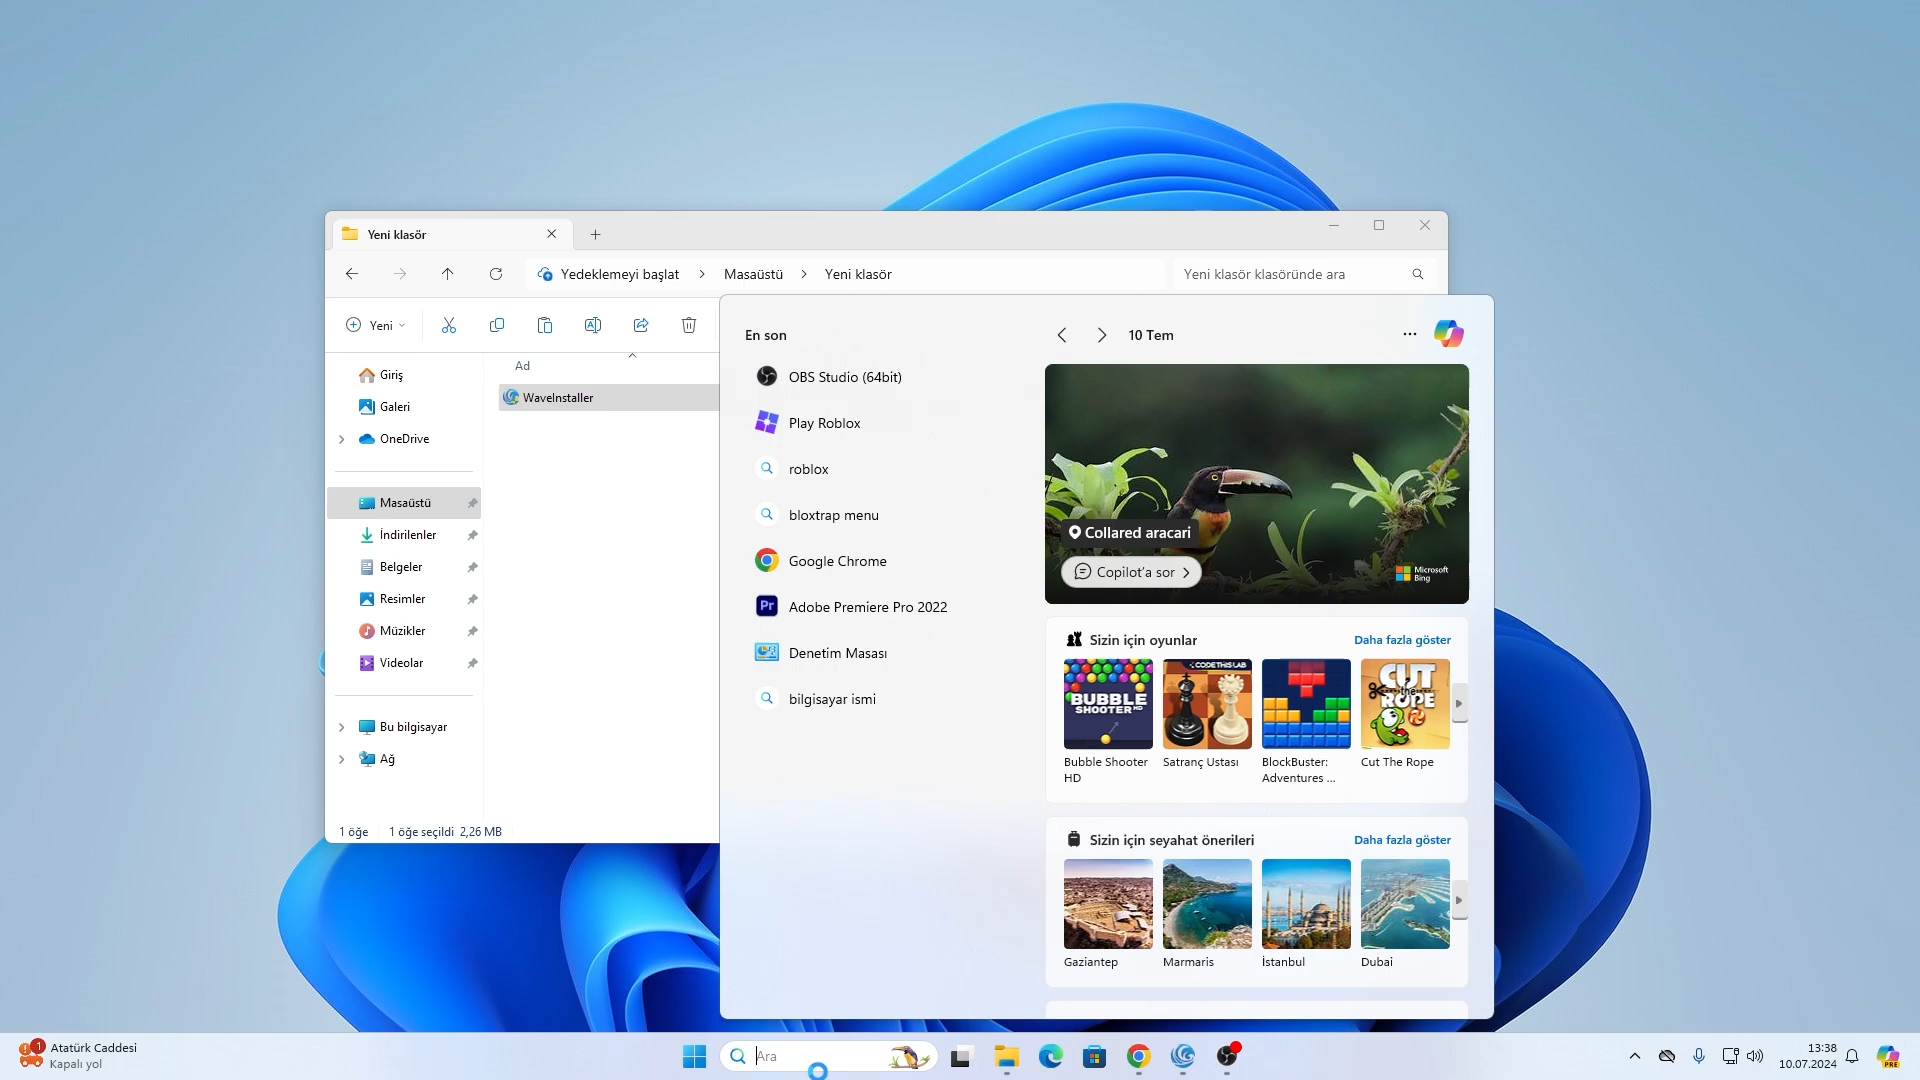 Yeni klasör
Yedeklemeyi başlat
Masaüstü
Yeni klasör
Yeni klasör klasöründe ara
Yeni
Giriş
Galeri
OneDrive
Masaüstü
İndirilenler
Belgeler
Resimler
Müzikler
Videolar
Bu bilgisayar
Ağ
Ad
WaveInstaller
1 öğe
1 öğe seçildi 2,26 MB
En son
OBS Studio (64bit)
Play Roblox
roblox
bloxtrap menu
Google Chrome
Pr
Adobe Premiere Pro 2022
Denetim Masası
bilgisayar ismi
10 Tem
Collared aracari
Copilot'a sor
Microsoft
Bing
Sizin için oyunlar
Daha fazla göster
BUBBLE
SHOOTER HD
CODETHISLAB
CUT
the
ROPE
Bubble Shooter
HD
Satranç Ustası
BlockBuster:
Adventures ...
Cut The Rope
Sizin için seyahat önerileri
Daha fazla göster
Gaziantep
Marmaris
İstanbul
Dubai
1
Atatürk Caddesi
Kapalı yol
Ara
13:38
10.07.2024
PRE